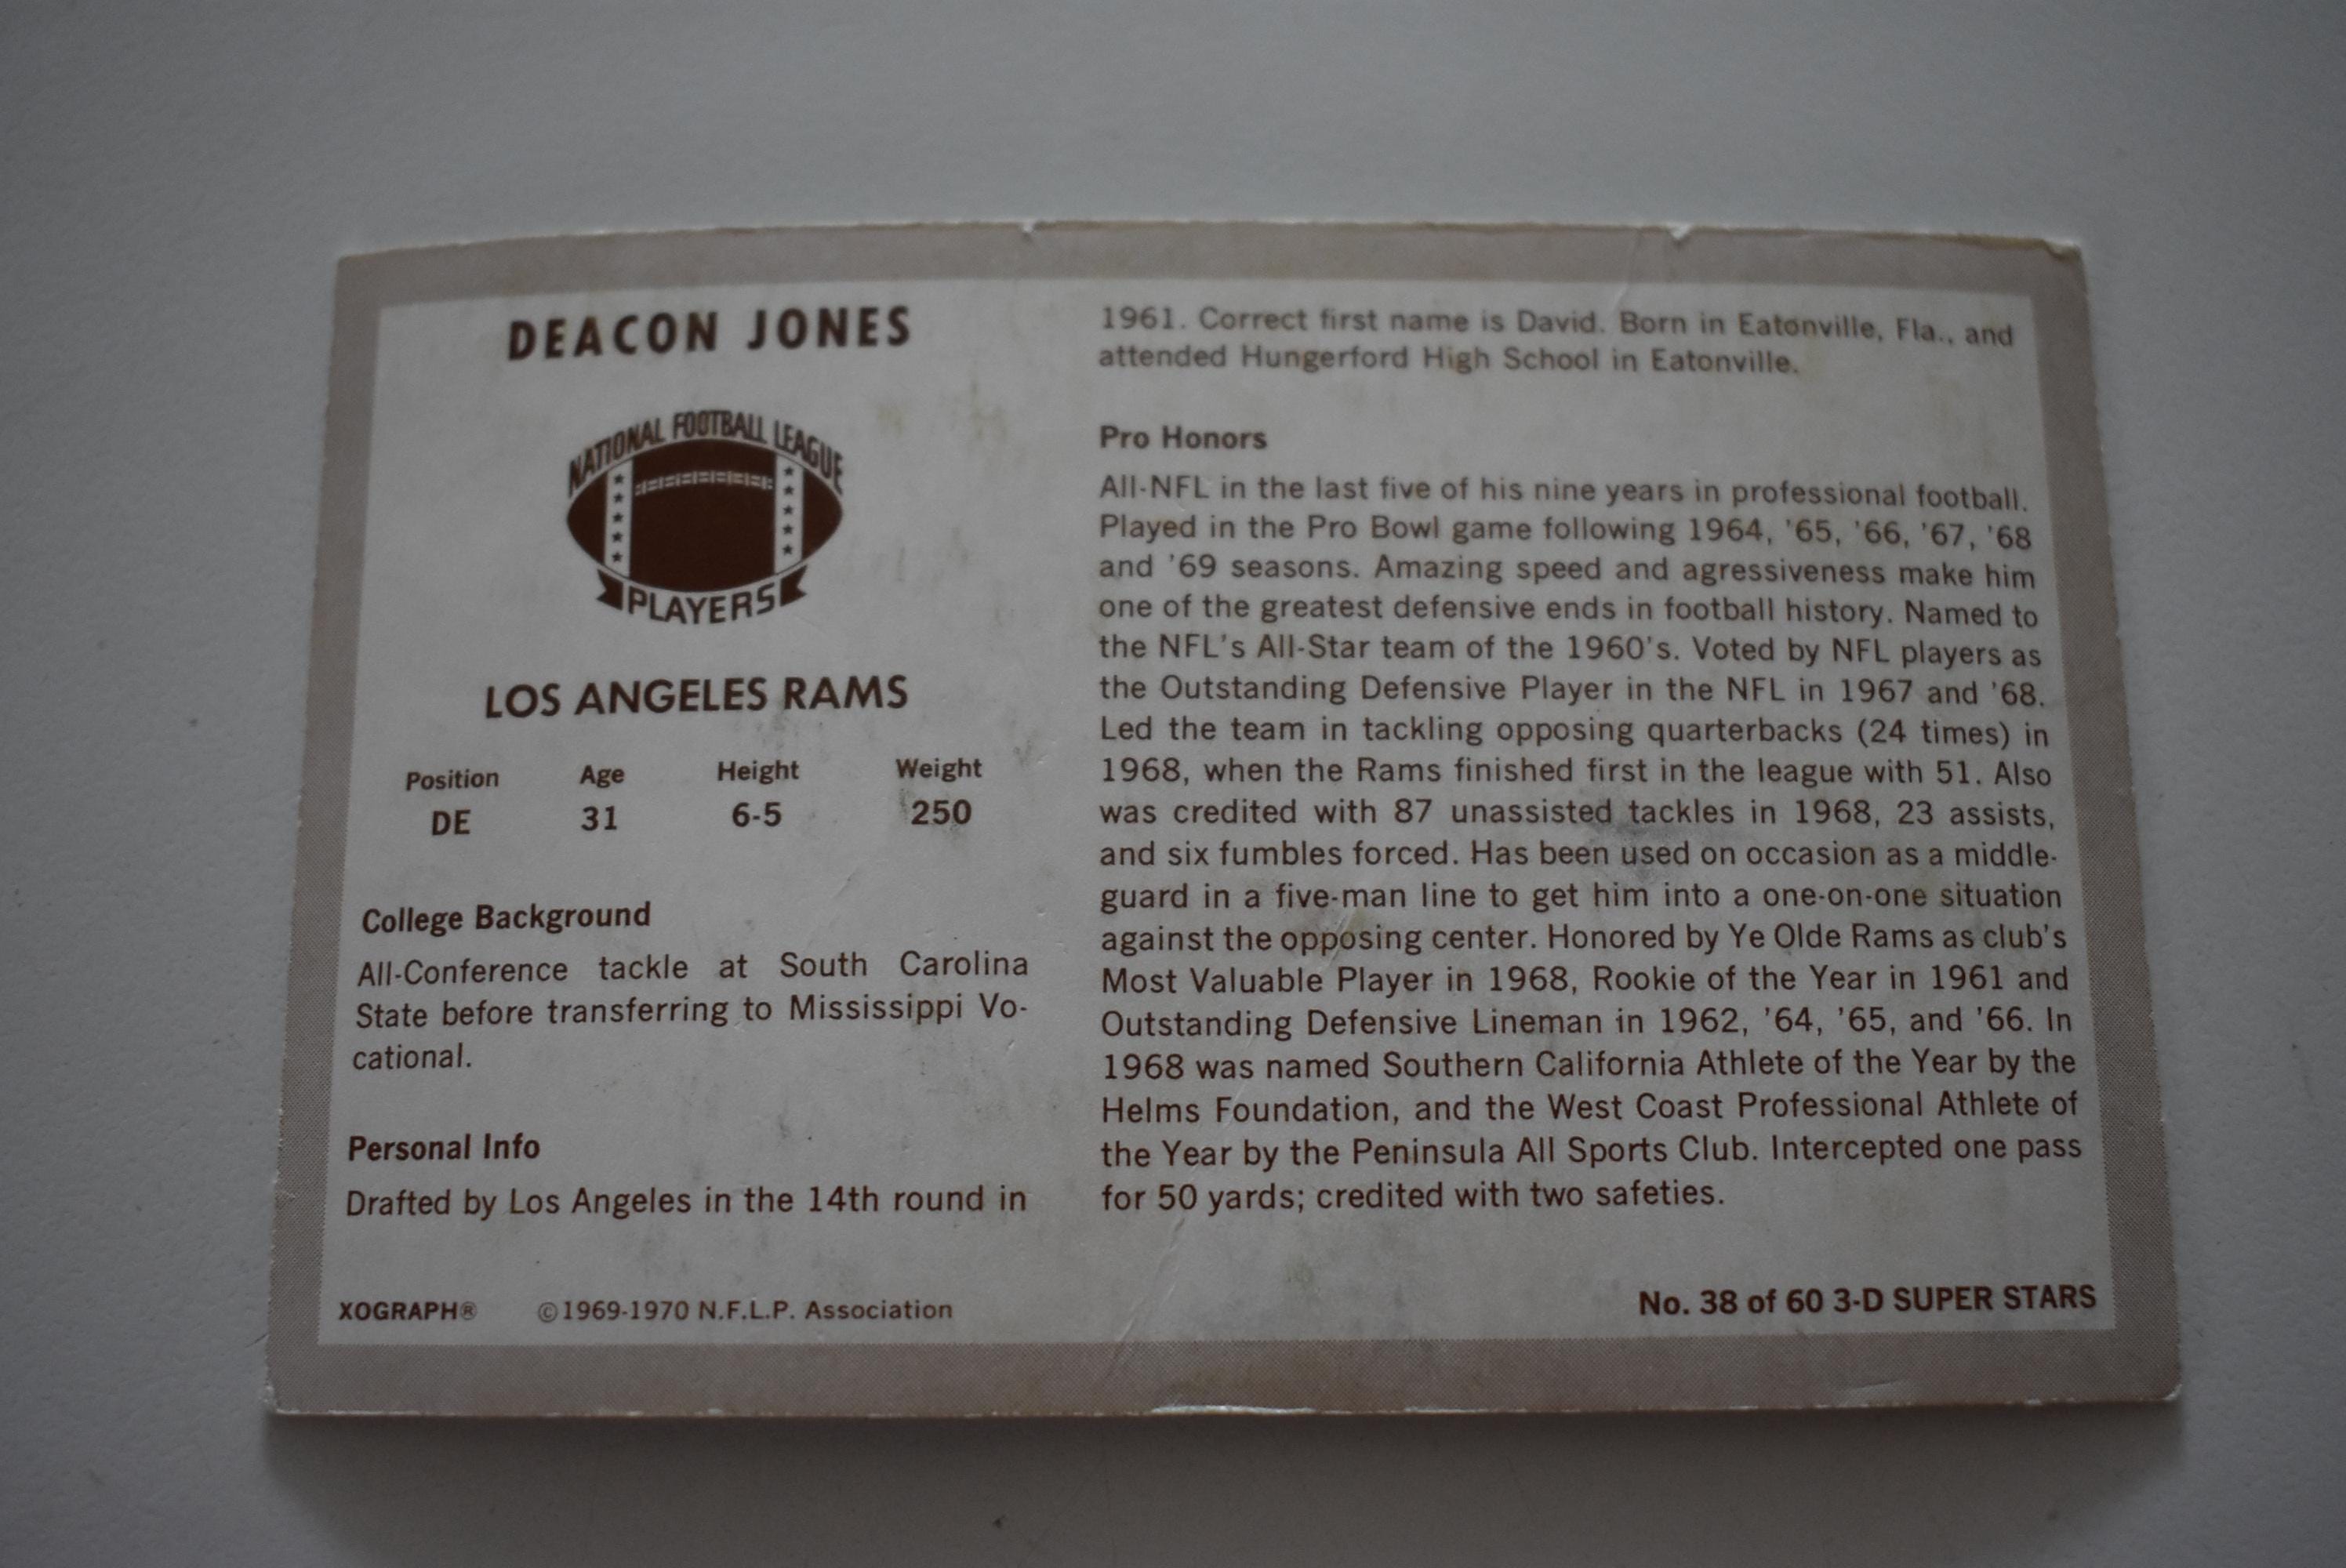 DEACON JONES
NATIONAL FOOTBALL LEAGUE
PLAYERS
LOS ANGELES RAMS
Position Age Height Weight
DE 31 6-5 250
College Background
All-Conference tackle at South Carolina
State before transferring to Mississippi Vo-
cational.
Personal Info
Drafted by Los Angeles in the 14th round in
XOGRAPH® ©1969-1970 N.F.L.P. Association
1961. Correct first name is David. Born in Eatonville, Fla., and
attended Hungerford High School in Eatonville.
Pro Honors
All-NFL in the last five of his nine years in professional football.
Played in the Pro Bowl game following 1964, '65, '66, '67, '68
and '69 seasons. Amazing speed and agressiveness make him
one of the greatest defensive ends in football history. Named to
the NFL's All-Star team of the 1960's. Voted by NFL players as
the Outstanding Defensive Player in the NFL in 1967 and '68.
Led the team in tackling opposing quarterbacks (24 times) in
1968, when the Rams finished first in the league with 51. Also
was credited with 87 unassisted tackles in 1968, 23 assists,
and six fumbles forced. Has been used on occasion as a middle-
guard in a five-man line to get him into a one-on-one situation
against the opposing center. Honored by Ye Olde Rams as club's
Most Valuable Player in 1968, Rookie of the Year in 1961 and
Outstanding Defensive Lineman in 1962, '64, '65, and '66. In
1968 was named Southern California Athlete of the Year by the
Helms Foundation, and the West Coast Professional Athlete of
the Year by the Peninsula All Sports Club. Intercepted one pass
for 50 yards; credited with two safeties.
No. 38 of 60 3-D SUPER STARS